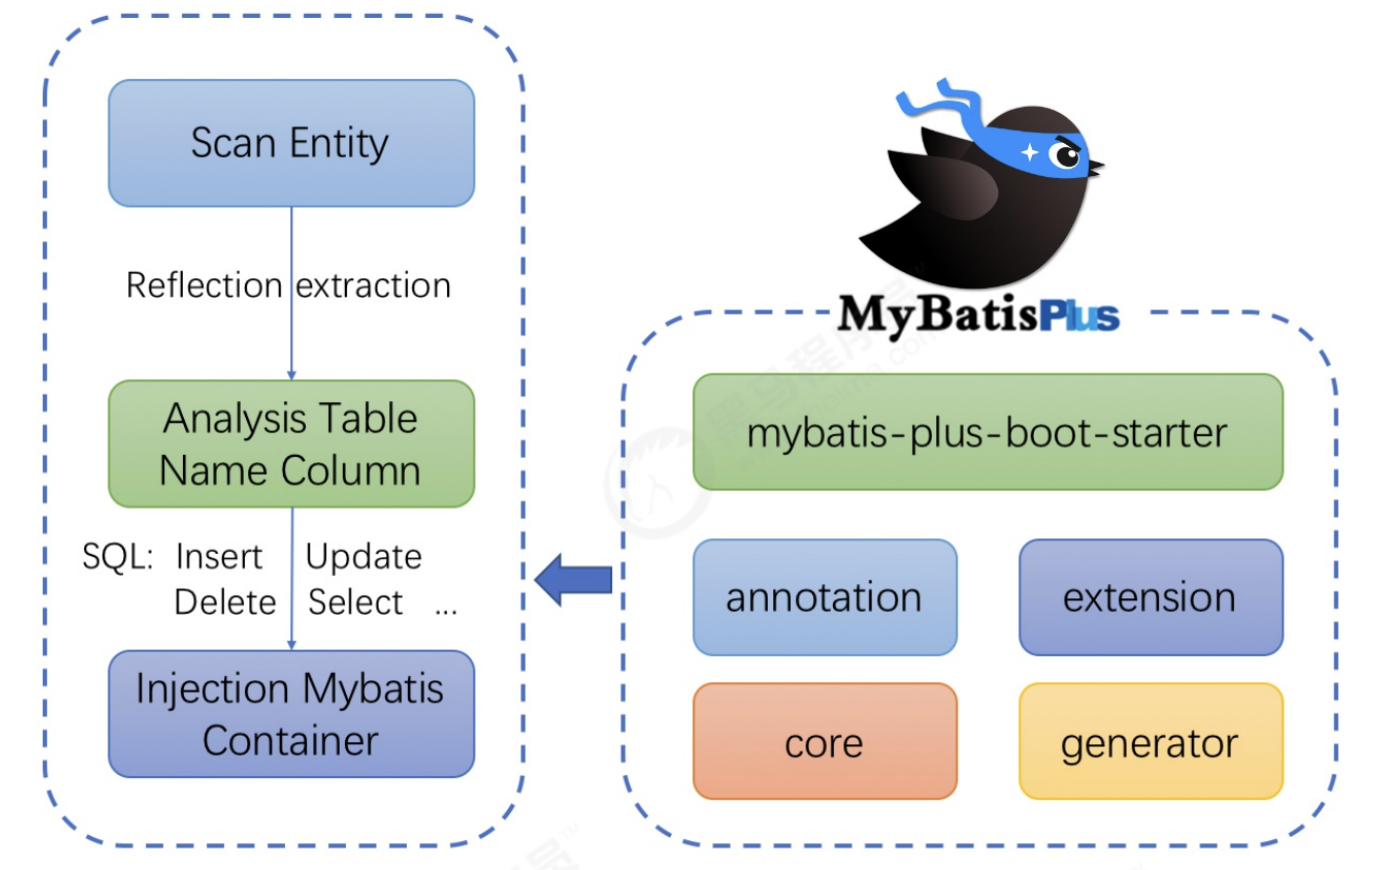 Scan Entity
Reflection extraction
Analysis Table
Name Column
SQL: Insert Update
Delete Select ...
Injection Mybatis
Container
MyBatisPlus
mybatis-plus-boot-starter
annotation
extension
core
generator